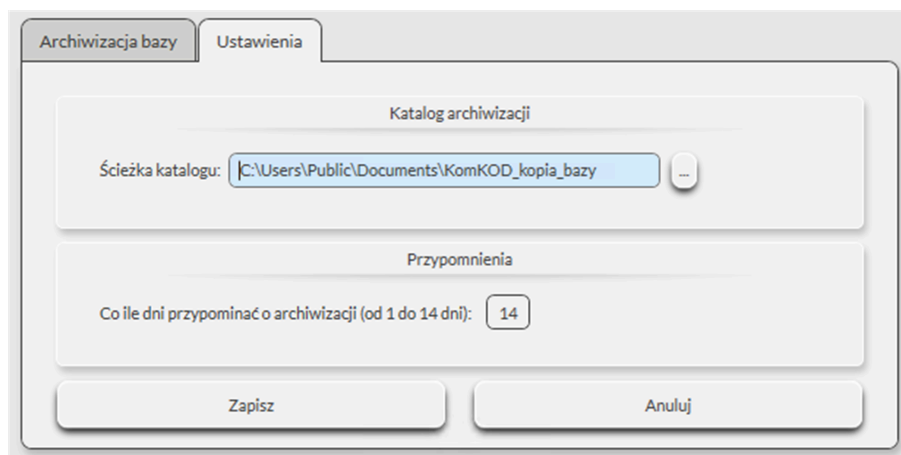 Archiwizacja bazy
Ustawienia
Katalog archiwizacji
Ścieżka katalogu: C:\Users\Public\Documents\KomKOD_kopia_bazy ...
Przypomnienia
Co ile dni przypominać o archiwizacji (od 1 do 14 dni): 14
Zapisz
Anuluj